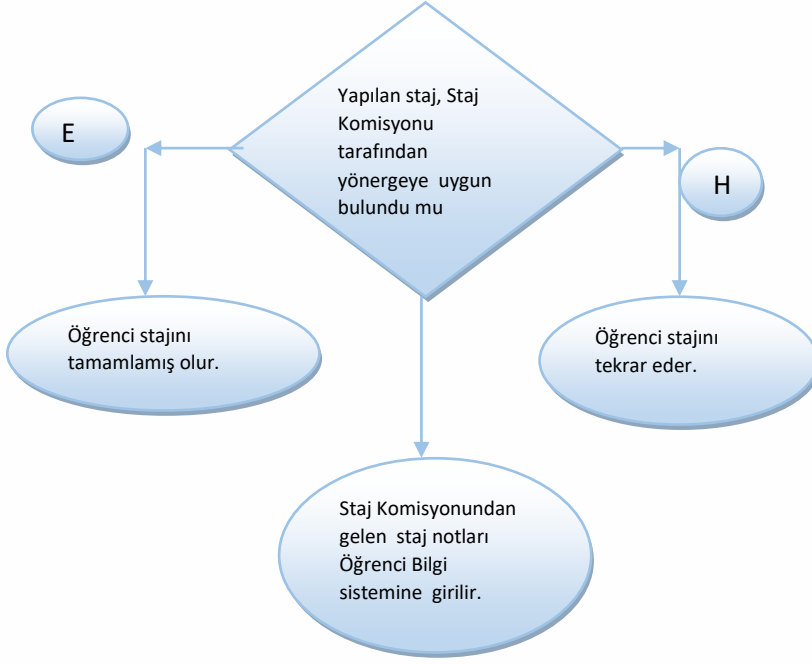 Yapılan staj, Staj
Komisyonu
tarafından
yönergeye uygun
bulundu mu
E
H
Öğrenci stajını
tamamlamış olur.
Öğrenci stajını
tekrar eder.
Staj Komisyonundan
gelen staj notları
Öğrenci Bilgi
sistemine girilir.